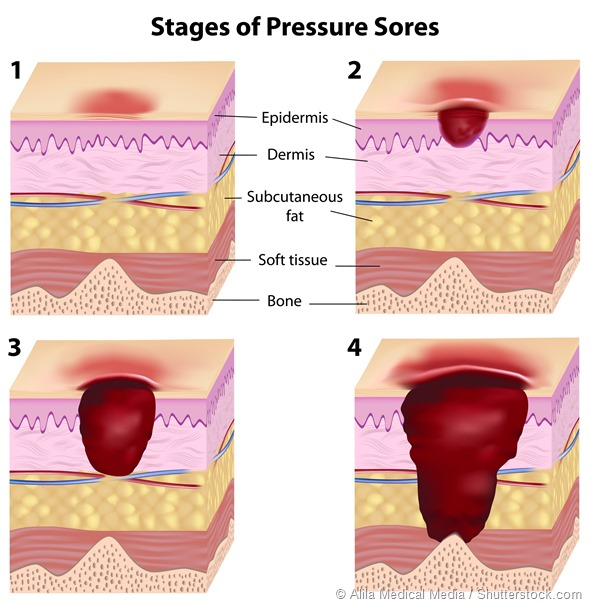 Stages of Pressure Sores
1
2
Epidermis
Dermis
Subcutaneous
fat
Soft tissue
Bone
3
4
© Alila Medical Media / Shutterstock.com